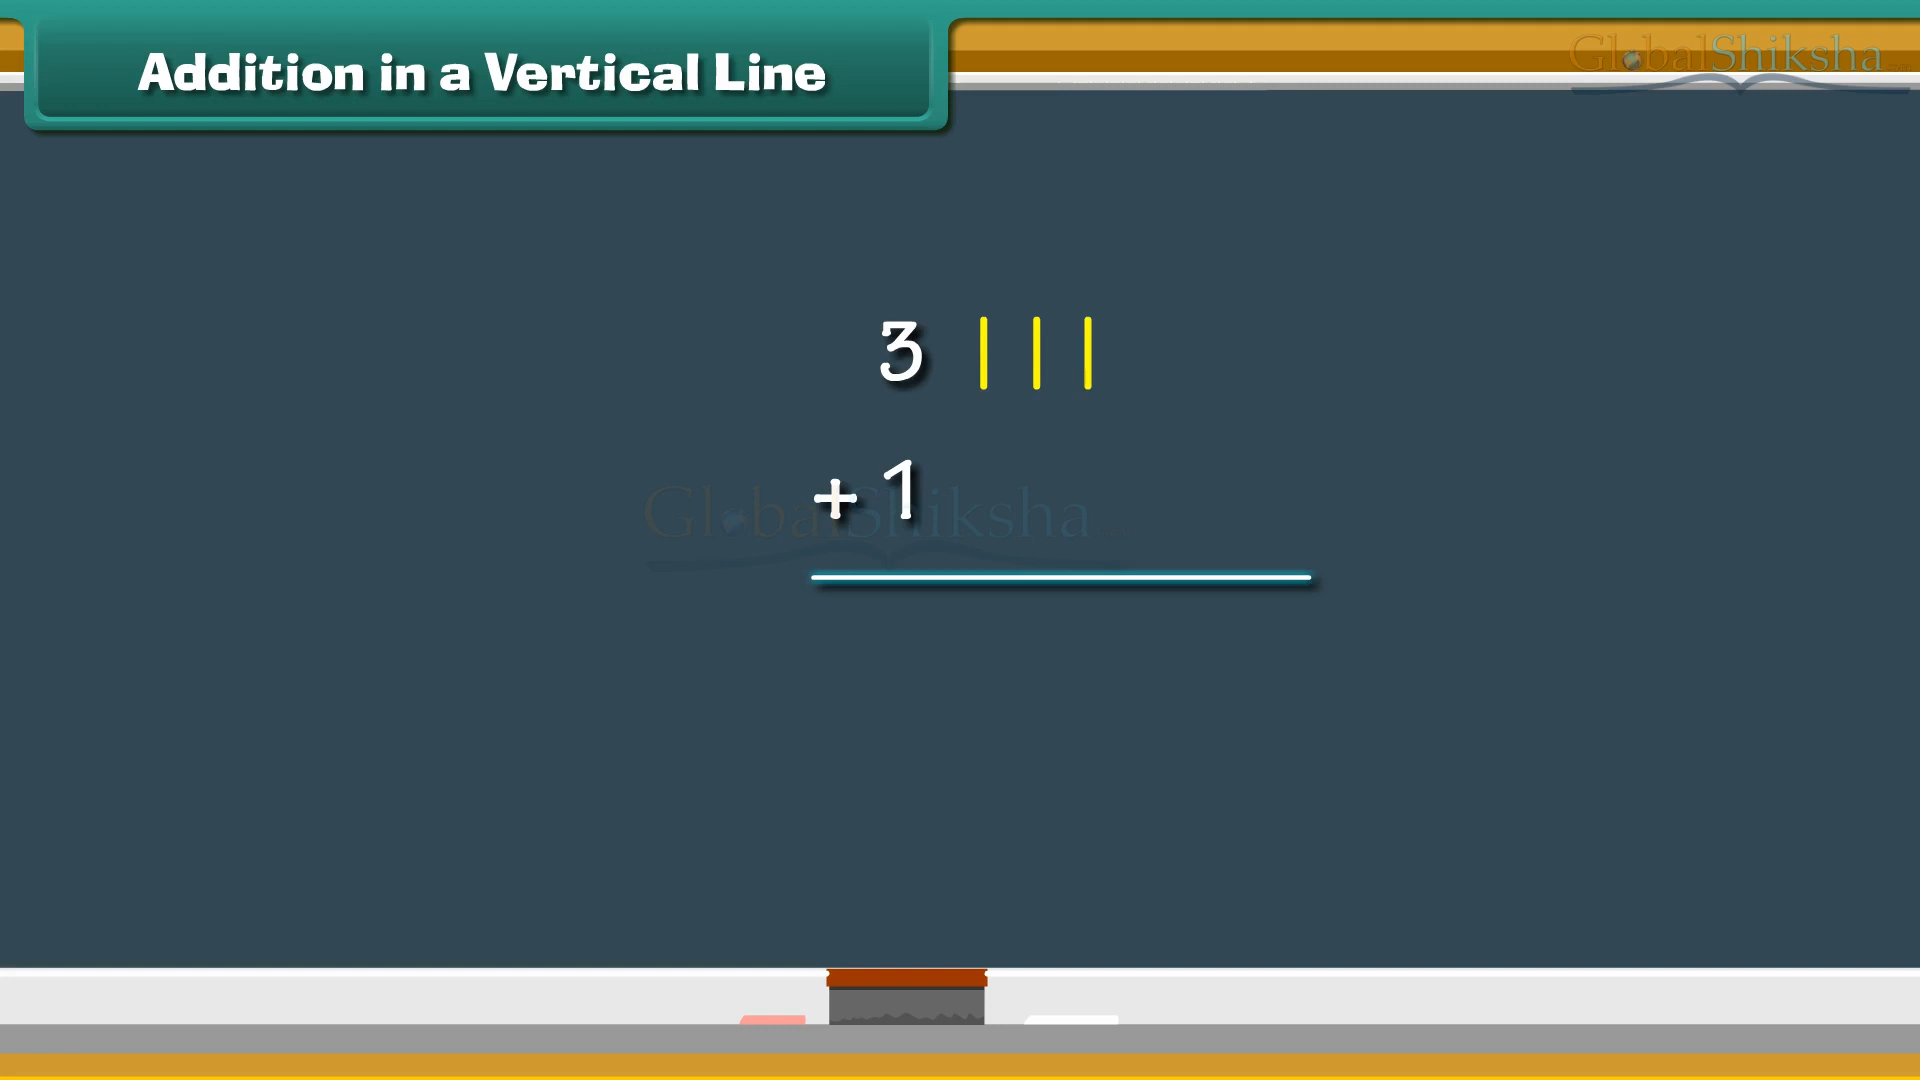 Addition in a Vertical Line
GlobalShiksha
3 | | |
+ 1
GlobalShiksha